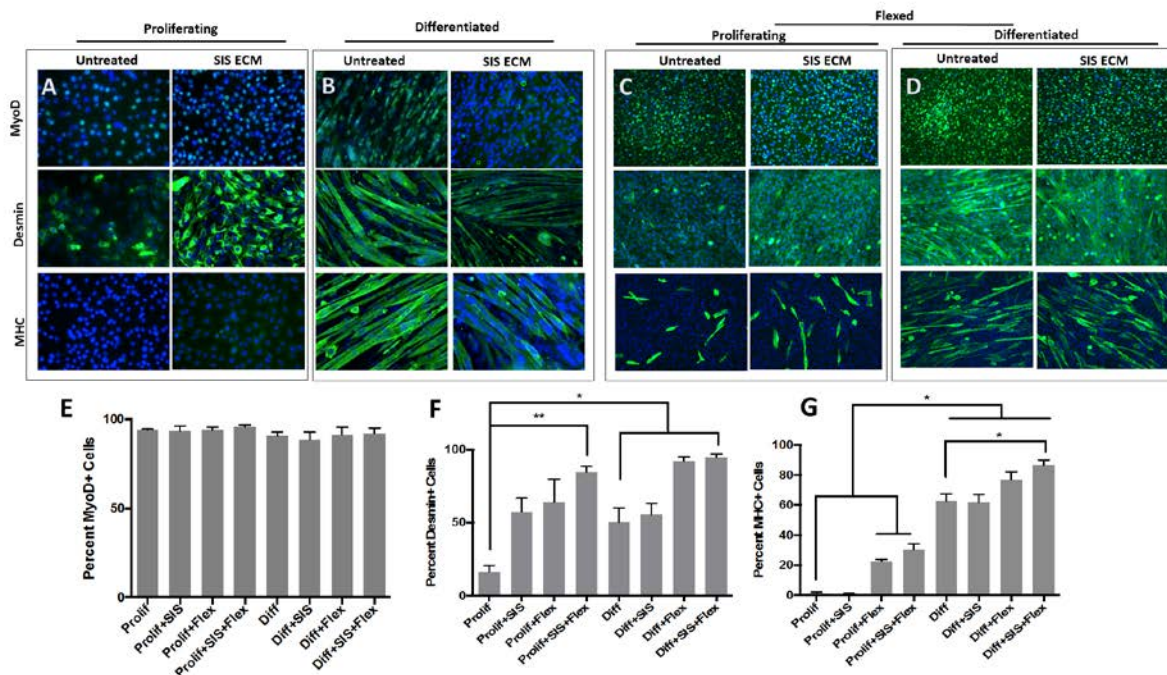 Flexed
Proliferating
Differentiated
Proliferating
Differentiated
Untreated
SIS ECM
Untreated
SIS ECM
Untreated
SIS ECM
Untreated
SIS ECM
A
B
C
D
MyoD
Desmin
MHC
E
Percent MyoD+ Cells
100
50
0
Prolif
Prolif+SIS
Prolif+Flex
Prolif+SIS+Flex
Diff
Diff+SIS
Diff+Flex
Diff+SIS+Flex
F
*
**
Percent Desmin+ Cells
100
50
0
Prolif
Prolif+SIS
Prolif+Flex
Prolif+SIS+Flex
Diff
Diff+SIS
Diff+Flex
Diff+SIS+Flex
G
*
*
Percent MHC+ Cells
100
80
60
40
20
0
Prolif
Prolif+SIS
Prolif+Flex
Prolif+SIS+Flex
Diff
Diff+SIS
Diff+Flex
Diff+SIS+Flex